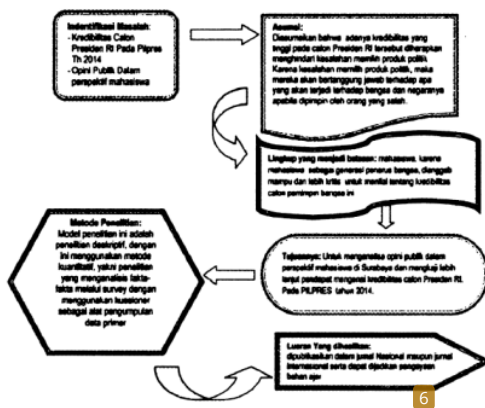 Indentifikasi Masalah:
- Kredibilitas Calon
Presiden RI Pada Pilpres
Th 2014
- Opini Publik Dalam
perspektif mahasiswa
Asumsi:
Diasumsikan bahwa adanya kredibilitas yang
tinggi pada calon Presiden RI tersebut diharapkan
menghindari kesalahan memilih produk politik.
Karena kesalahan memilih produk politik, maka
mereka akan bertanggung jawab terhadap apa
yang akan terjadi terhadap bangsa dan negaranya
apabila dipimpin oleh orang yang salah.
Lingkup yang menjadi batasan: mahasiswa, karena
mahasiswa sebagai generasi penerus bangsa, dianggab
mampu dan lebih kritis untuk menilai tentang kredibilitas
calon pemimpin bangsa ini
Tujuannya: Untuk menganalisa opini publik dalam
perspektif mahasiswa di Surabaya dan mengkaji lebih
lanjut pendapat mengenai kredibilitas calon Presiden RI.
Pada PILPRES tahun 2014.
Metode Penelitian:
Model penelitian ini adalah
penelitian deskriptif, dengan
ini menggunakan metode
kuantitatif, yakni penelitian
yang menganalisis fakta-
fakta melalui survey dengan
menggunakan kuesioner
sebagai alat pengumpulan
data primer
Luaran Yang dihasilkan:
dipublikasikan dalam jurnal Nasional maupun jurnal
Internasional serta dapat dijadikan pengayaan
bahan ajar
6